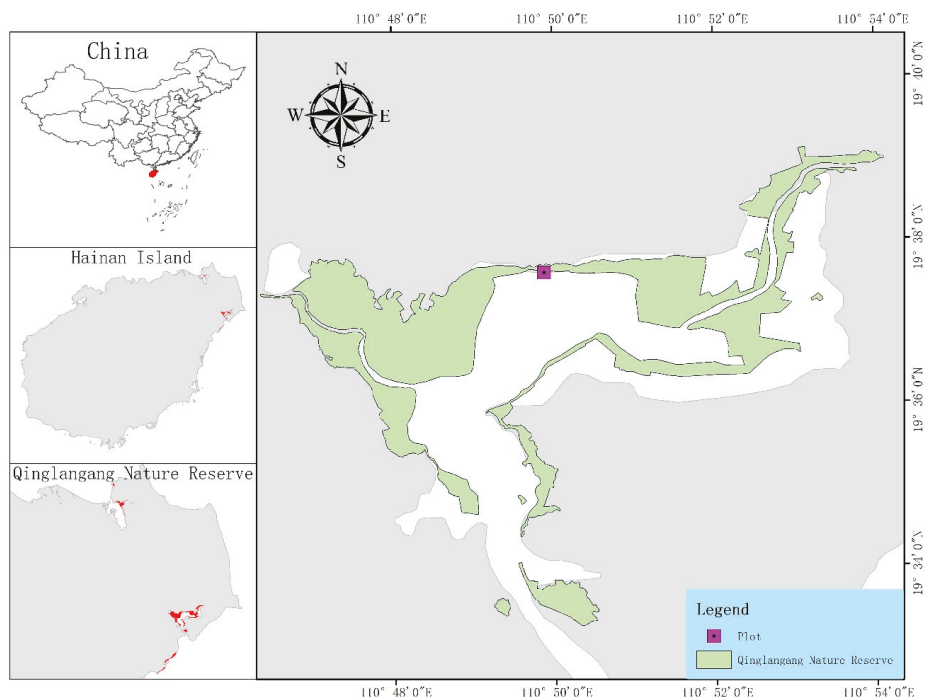 110° 48'0"E 110° 50'0"E 110° 52'0"E 110° 54'0"E
China
N
W E
S
19° 40'0"N
19° 38'0"N
19° 36'0"N
19° 34'0"N
Hainan Island
Qinglangang Nature Reserve
Legend
Plot
Qinglangang Nature Reserve
110° 48'0"E 110° 50'0"E 110° 52'0"E 110° 54'0"E